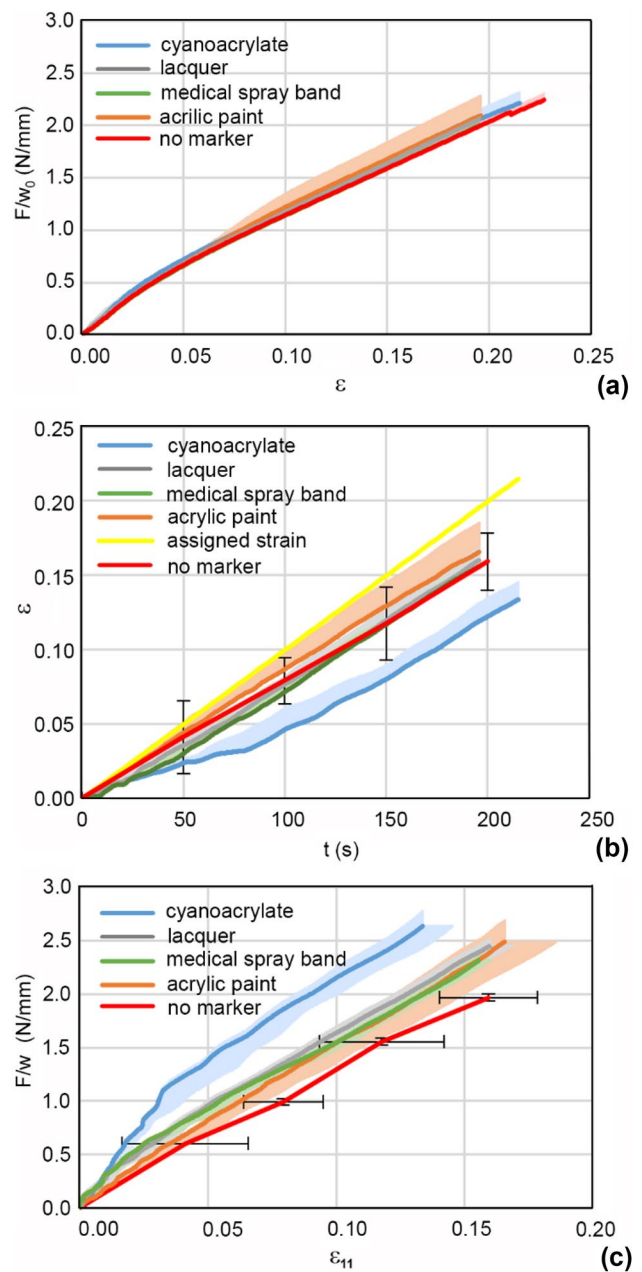 3.0
2.5
2.0
1.5
1.0
0.5
0.0
F/w0 (N/mm)
cyanoacrylate
lacquer
medical spray band
acrilic paint
no marker
0.00 0.05 0.10 0.15 0.20 0.25
ε
(a)
0.25
0.20
0.15
0.10
0.05
0.00
ε
cyanoacrylate
lacquer
medical spray band
acrylic paint
assigned strain
no marker
0 50 100 150 200 250
t (s)
(b)
3.0
2.5
2.0
1.5
1.0
0.5
0.0
F/w (N/mm)
cyanoacrylate
lacquer
medical spray band
acrylic paint
no marker
0.00 0.05 0.10 0.15 0.20
ε11
(c)